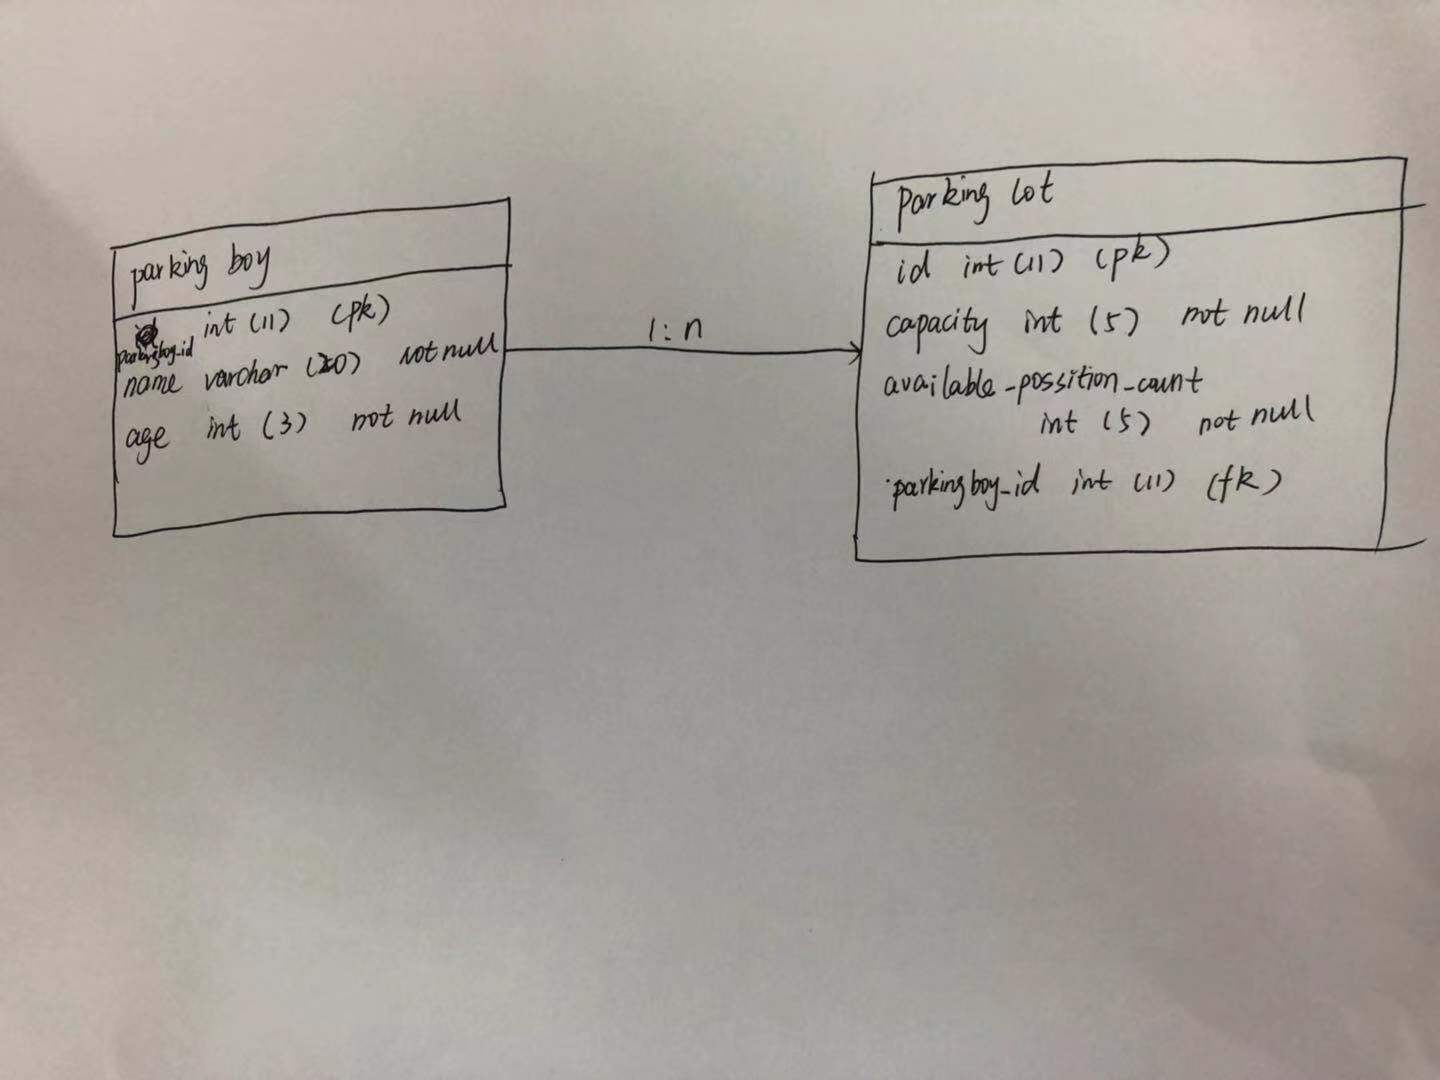 parking boy
int (11) (pk)
parkingboy_id
name varchar (20) not null
age int (3) not null
1:n
parking lot
id int (11) (pk)
capacity int (5) not null
available_possition_count
int (5) not null
parkingboy_id int (11) (fk)